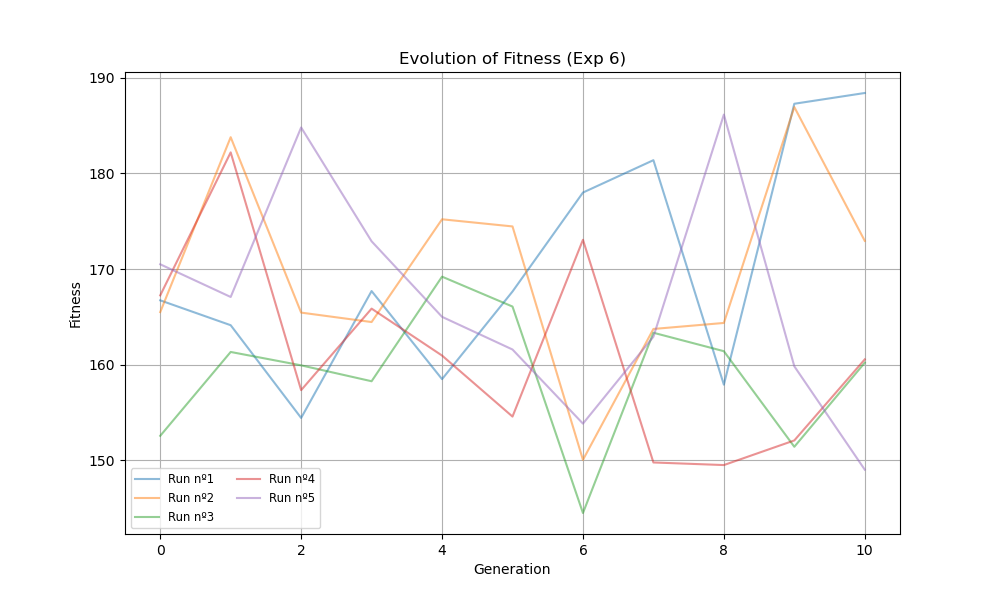 Evolution of Fitness (Exp 6)
Fitness
190
180
170
160
150
Run nº1
Run nº2
Run nº3
Run nº4
Run nº5
0 2 4 6 8 10
Generation